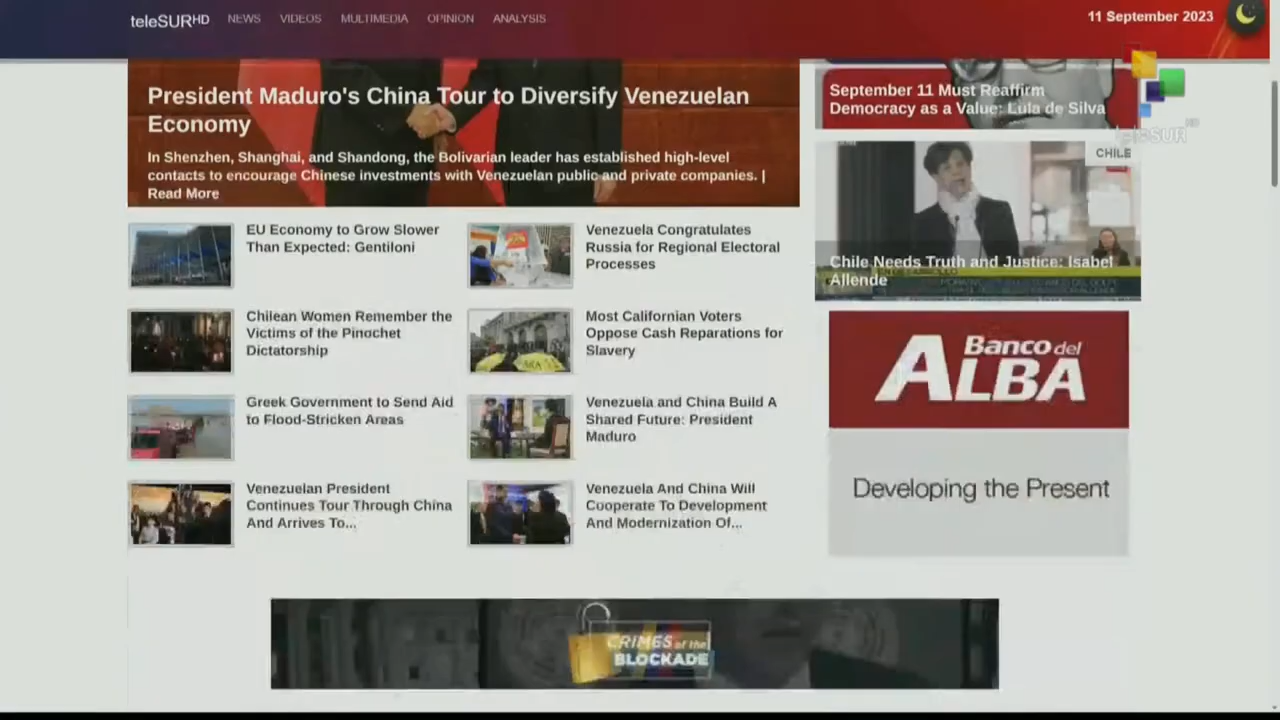 teleSURHD
NEWS
VIDEOS
MULTIMEDIA
OPINION
ANALYSIS
11 September 2023
President Maduro's China Tour to Diversify Venezuelan
Economy
In Shenzhen, Shanghai, and Shandong, the Bolivarian leader has established high-level
contacts to encourage Chinese investments with Venezuelan public and private companies. |
Read More
EU Economy to Grow Slower
Than Expected: Gentiloni
Venezuela Congratulates
Russia for Regional Electoral
Processes
Chilean Women Remember the
Victims of the Pinochet
Dictatorship
Most Californian Voters
Oppose Cash Reparations for
Slavery
Greek Government to Send Aid
to Flood-Stricken Areas
Venezuela and China Build A
Shared Future: President
Maduro
Venezuelan President
Continues Tour Through China
And Arrives To...
Venezuela And China Will
Cooperate To Development
And Modernization Of...
September 11 Must Reaffirm
Democracy as a Value: Lula de Silva
teleSUR HD
CHILE
Chile Needs Truth and Justice: Isabel
Allende
Banco del
ALBA
Developing the Present
CRIMES of the
BLOCKADE